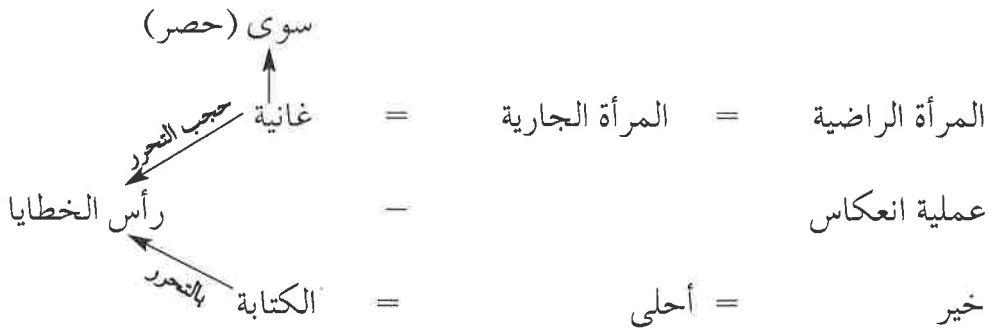 سوى (حصر)
المرأة الراضية = المرأة الجارية = غانية
حجب التحرر
عملية انعكاس – رأس الخطايا
بالتحرر
خير = أحلى = الكتابة